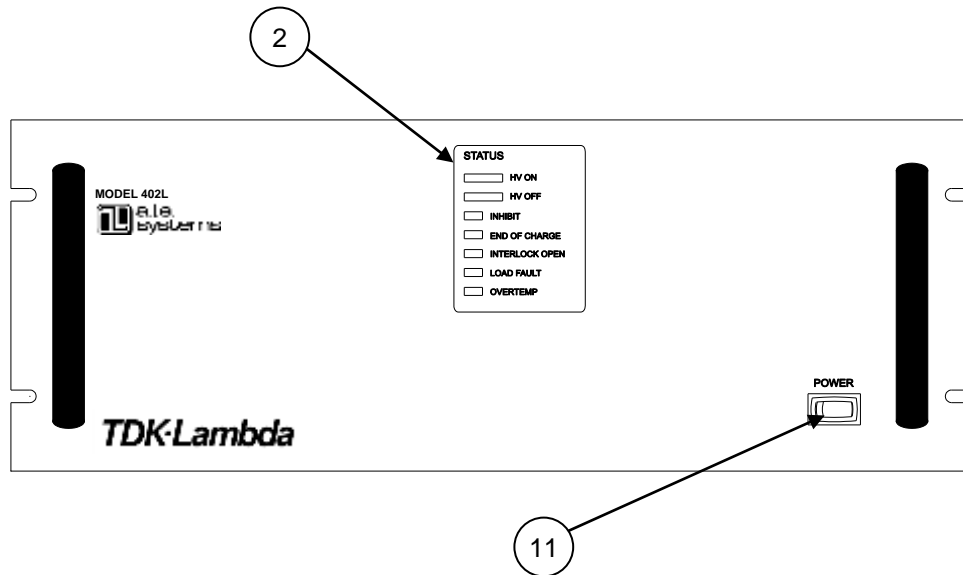 2
STATUS
HV ON
HV OFF
INHIBIT
END OF CHARGE
INTERLOCK OPEN
LOAD FAULT
OVERTEMP
MODEL 402L
a.l.e.
systems
POWER
TDK·Lambda
11